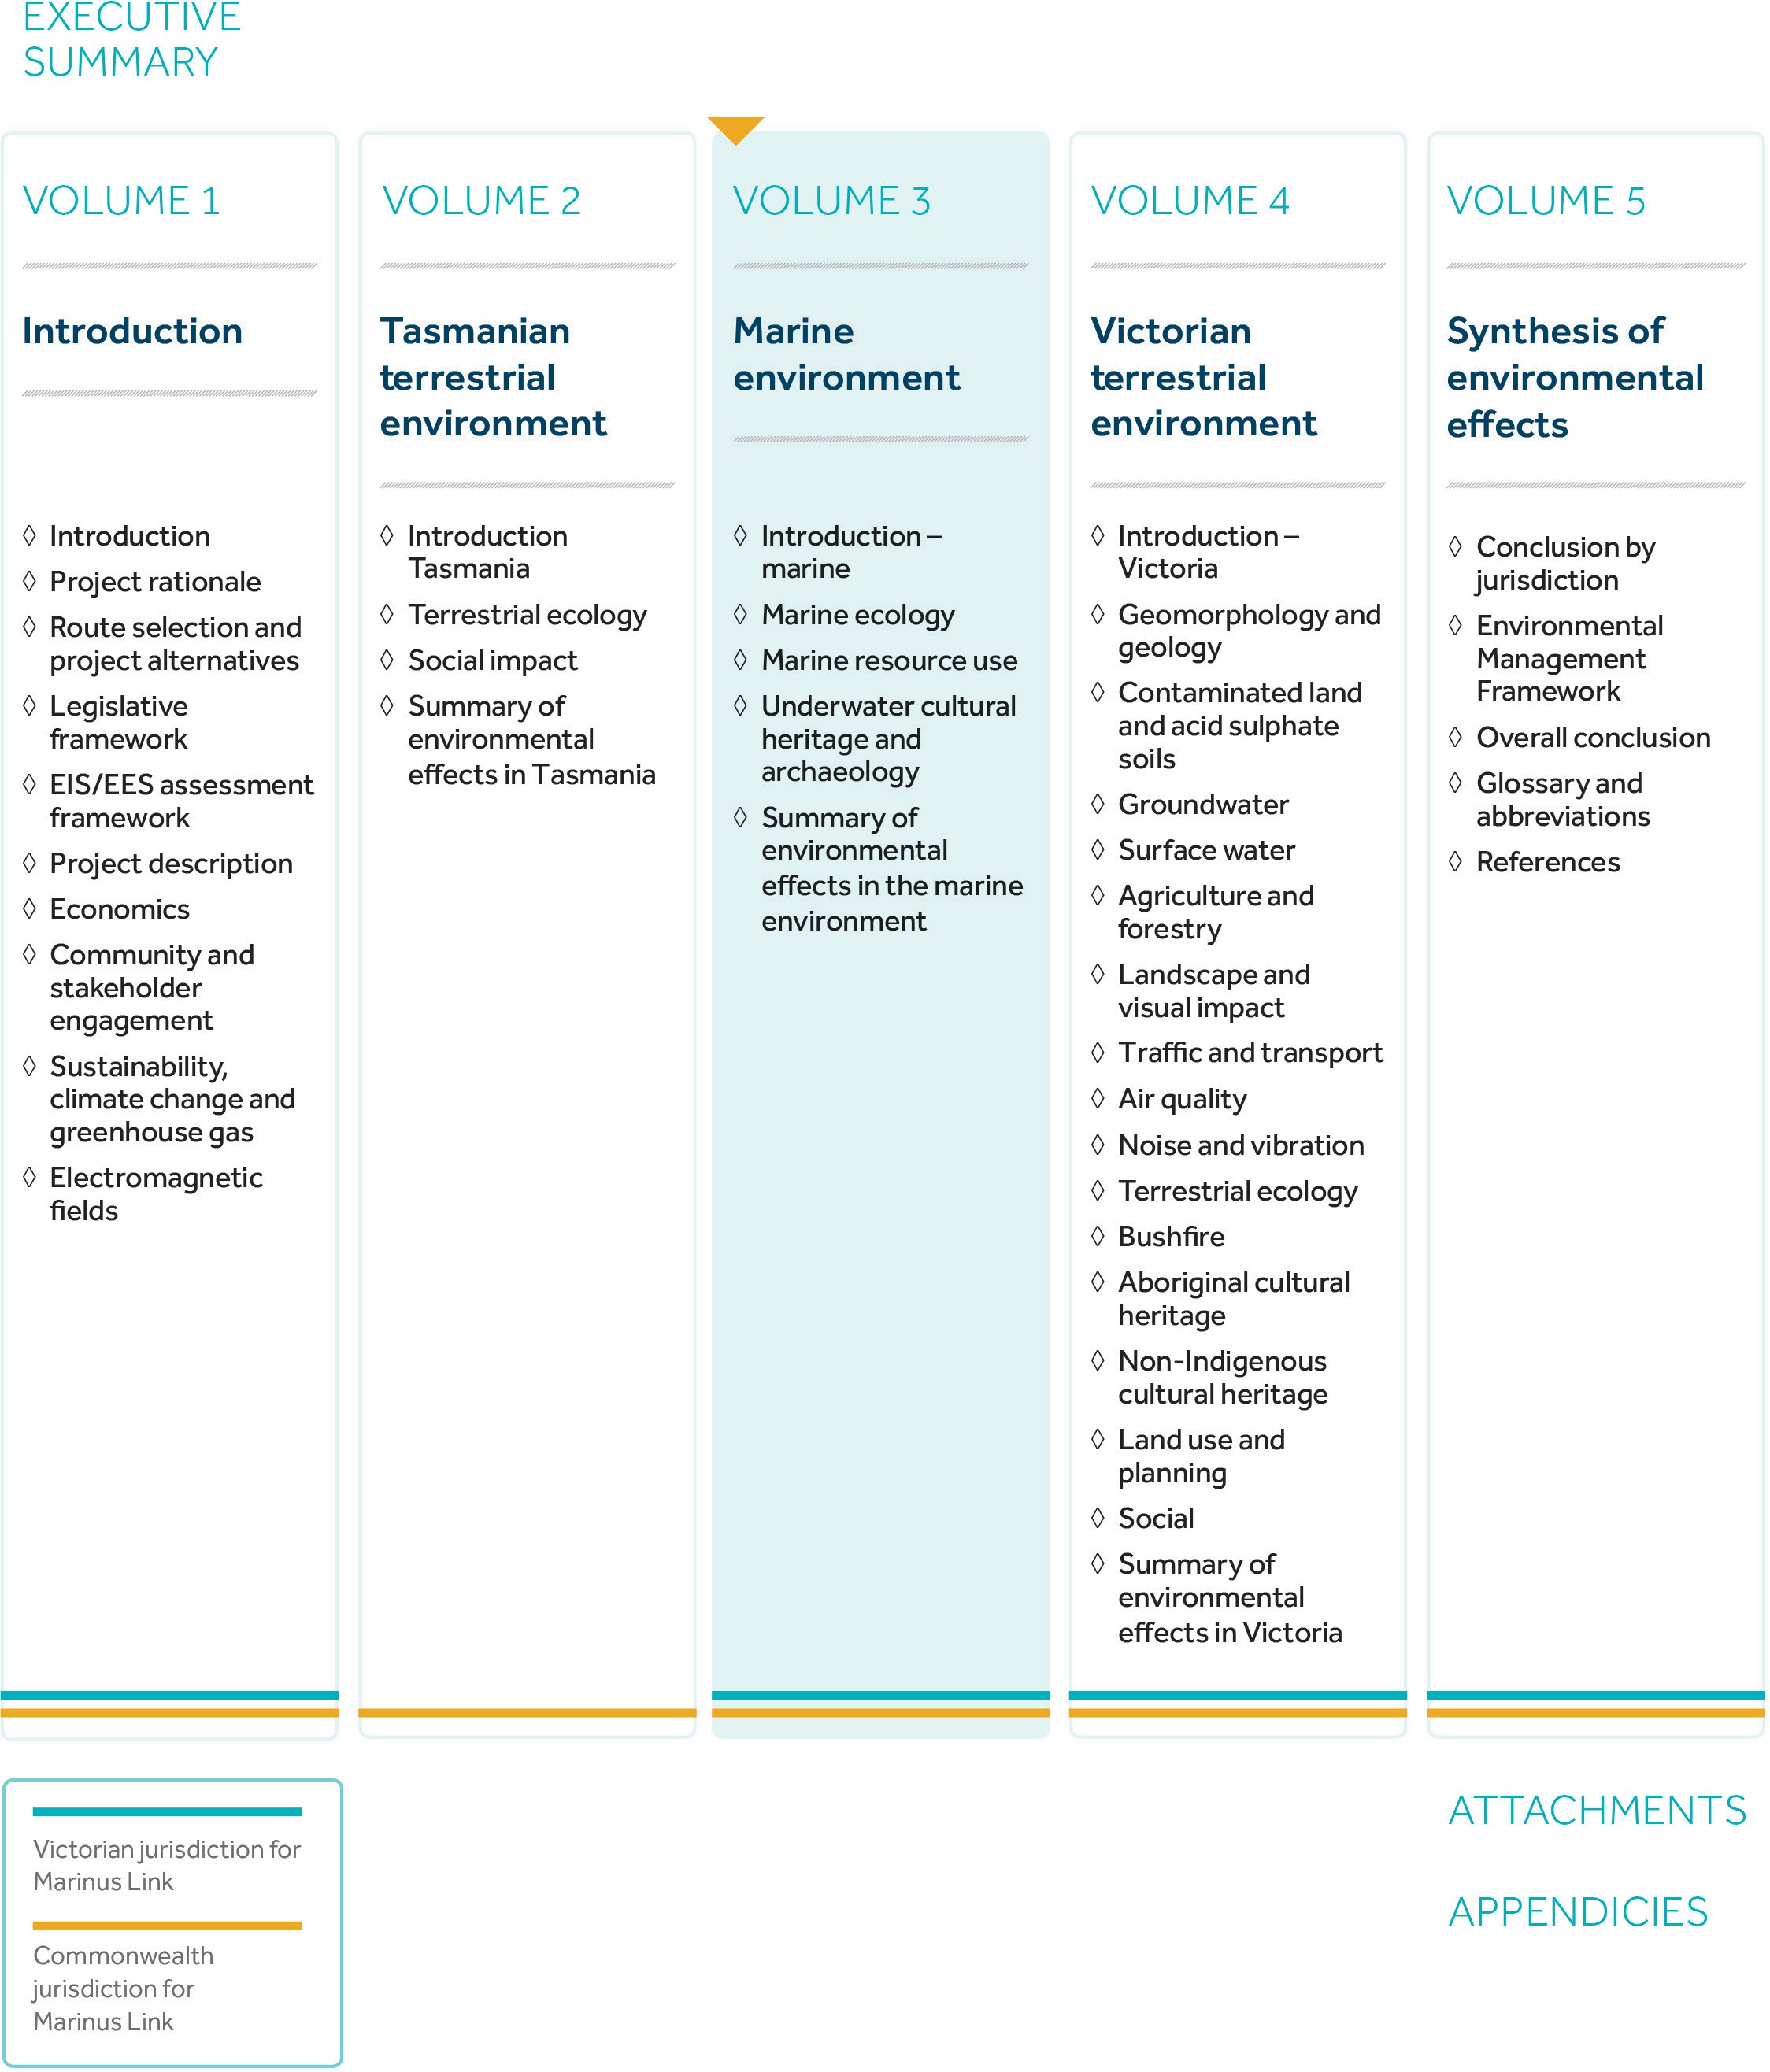 EXECUTIVE
SUMMARY
VOLUME 1
Introduction
◊ Introduction
◊ Project rationale
◊ Route selection and
project alternatives
◊ Legislative
framework
◊ EIS/EES assessment
framework
◊ Project description
◊ Economics
◊ Community and
stakeholder
engagement
◊ Sustainability,
climate change and
greenhouse gas
◊ Electromagnetic
fields
VOLUME 2
Tasmanian
terrestrial
environment
◊ Introduction
Tasmania
◊ Terrestrial ecology
◊ Social impact
◊ Summary of
environmental
effects in Tasmania
VOLUME 3
Marine
environment
◊ Introduction –
marine
◊ Marine ecology
◊ Marine resource use
◊ Underwater cultural
heritage and
archaeology
◊ Summary of
environmental
effects in the marine
environment
VOLUME 4
Victorian
terrestrial
environment
◊ Introduction –
Victoria
◊ Geomorphology and
geology
◊ Contaminated land
and acid sulphate
soils
◊ Groundwater
◊ Surface water
◊ Agriculture and
forestry
◊ Landscape and
visual impact
◊ Traffic and transport
◊ Air quality
◊ Noise and vibration
◊ Terrestrial ecology
◊ Bushfire
◊ Aboriginal cultural
heritage
◊ Non-Indigenous
cultural heritage
◊ Land use and
planning
◊ Social
◊ Summary of
environmental
effects in Victoria
VOLUME 5
Synthesis of
environmental
effects
◊ Conclusion by
jurisdiction
◊ Environmental
Management
Framework
◊ Overall conclusion
◊ Glossary and
abbreviations
◊ References
Victorian jurisdiction for
Marinus Link
Commonwealth
jurisdiction for
Marinus Link
ATTACHMENTS
APPENDICIES